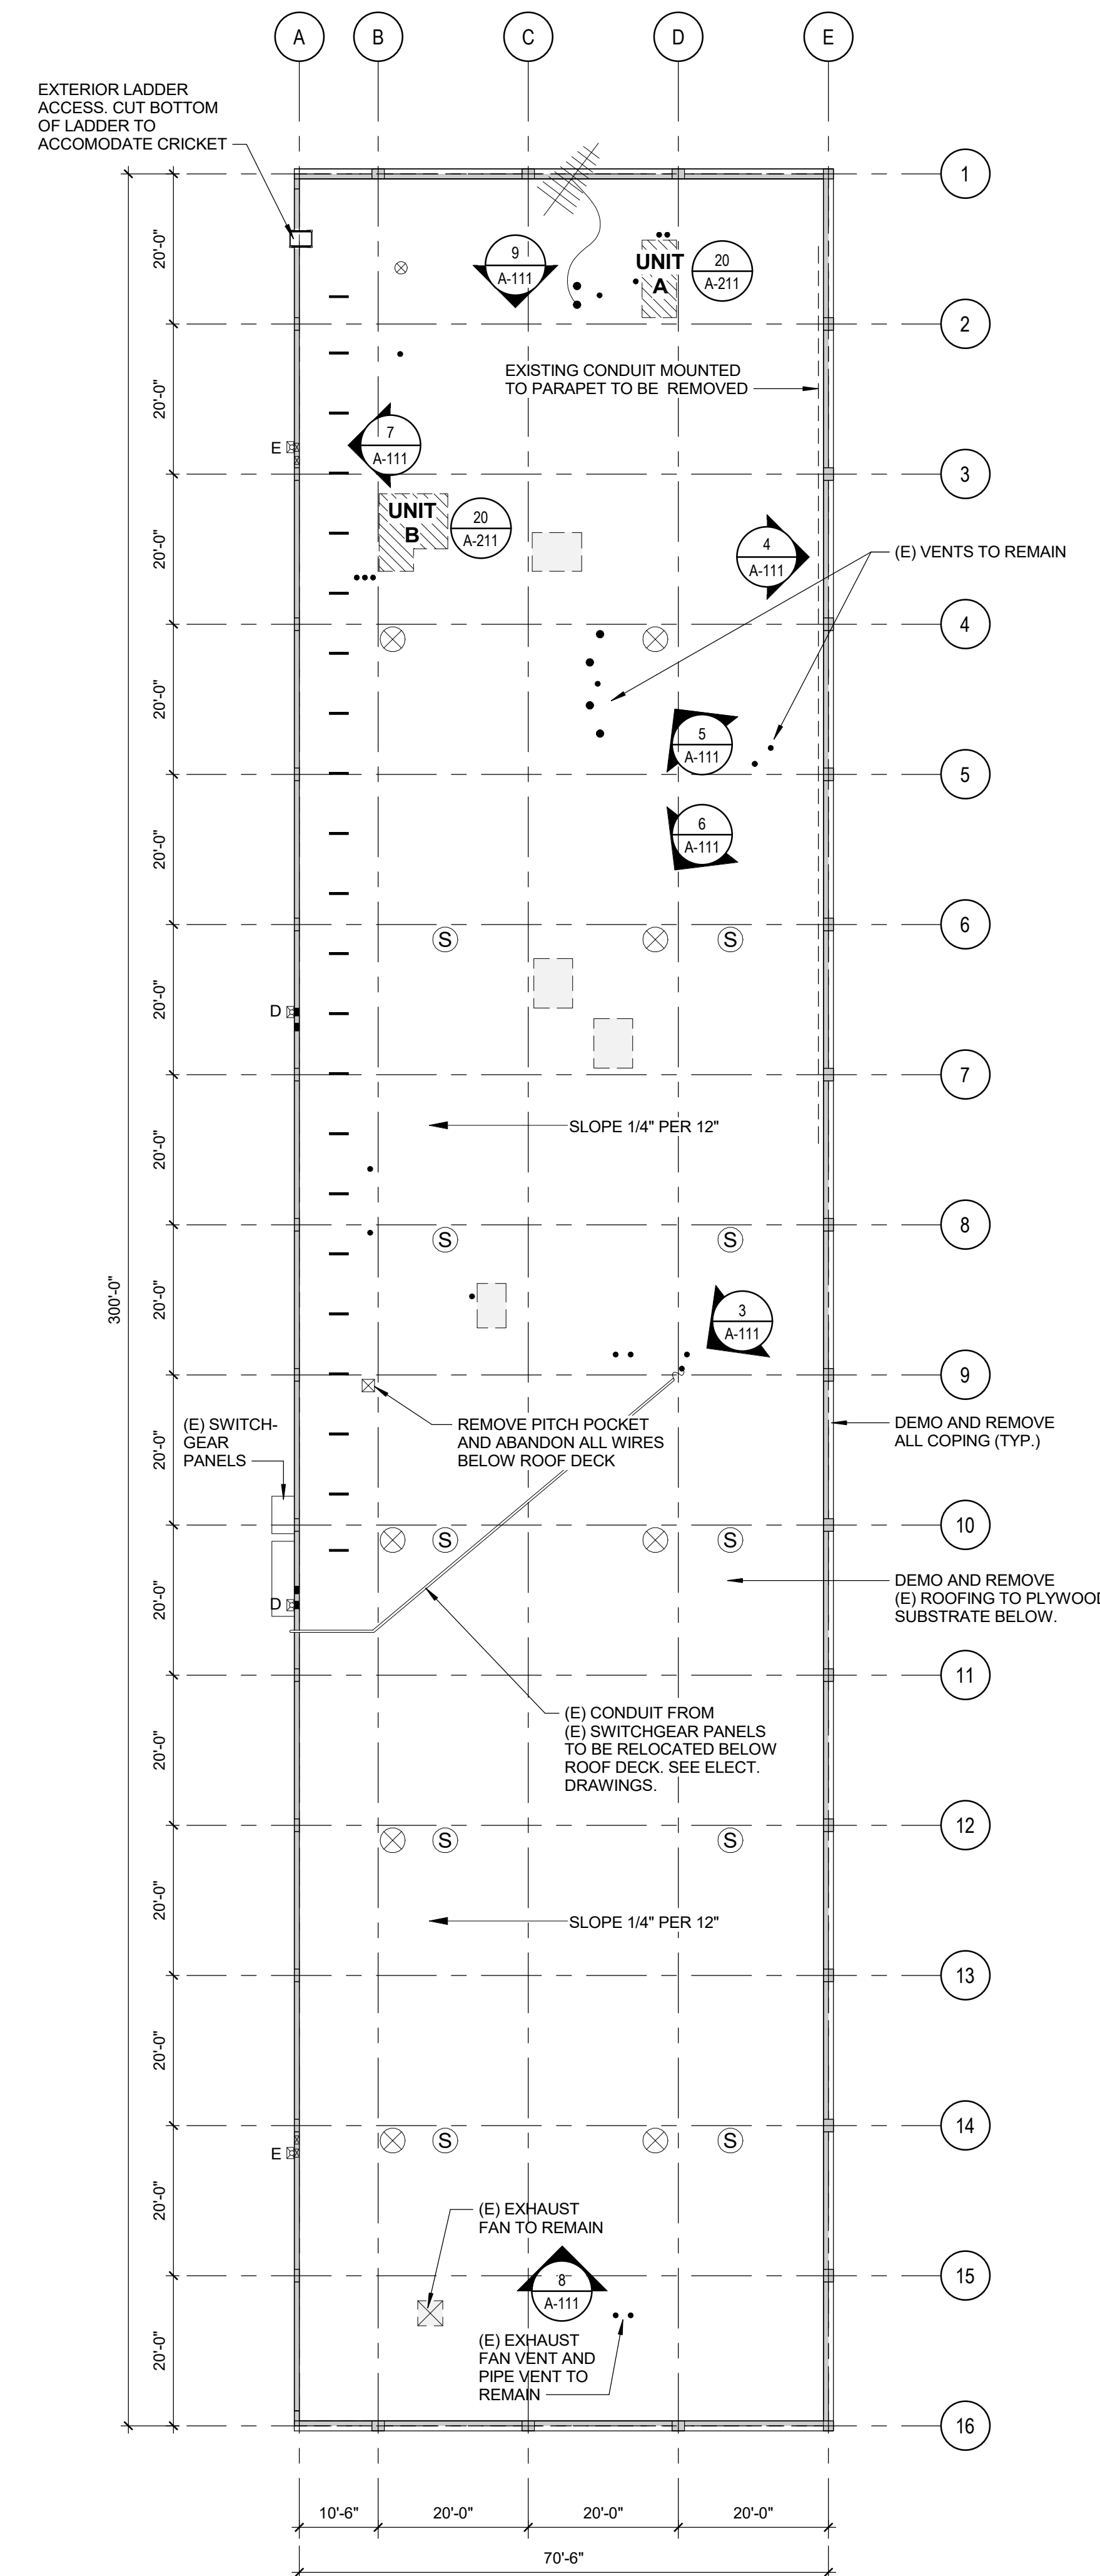 A
B
C
D
E
EXTERIOR LADDER
ACCESS. CUT BOTTOM
OF LADDER TO
ACCOMODATE CRICKET
1
20'-0"
9
A-111
UNIT
A
20
A-211
2
EXISTING CONDUIT MOUNTED
TO PARAPET TO BE REMOVED
20'-0"
7
A-111
E
3
UNIT
B
20
A-211
20'-0"
4
A-111
(E) VENTS TO REMAIN
4
20'-0"
5
A-111
5
20'-0"
6
A-111
6
S
S
20'-0"
D
7
SLOPE 1/4" PER 12"
20'-0"
8
S
S
300'-0"
20'-0"
3
A-111
9
(E) SWITCH-
GEAR
PANELS
REMOVE PITCH POCKET
AND ABANDON ALL WIRES
BELOW ROOF DECK
DEMO AND REMOVE
ALL COPING (TYP.)
20'-0"
10
S
S
DEMO AND REMOVE
(E) ROOFING TO PLYWOOD
SUBSTRATE BELOW.
20'-0"
D
11
(E) CONDUIT FROM
(E) SWITCHGEAR PANELS
TO BE RELOCATED BELOW
ROOF DECK. SEE ELECT.
DRAWINGS.
20'-0"
12
S
S
20'-0"
SLOPE 1/4" PER 12"
13
20'-0"
14
S
S
E
20'-0"
(E) EXHAUST
FAN TO REMAIN
15
8
A-111
20'-0"
(E) EXHAUST
FAN VENT AND
PIPE VENT TO
REMAIN
16
10'-6"
20'-0"
20'-0"
20'-0"
70'-6"